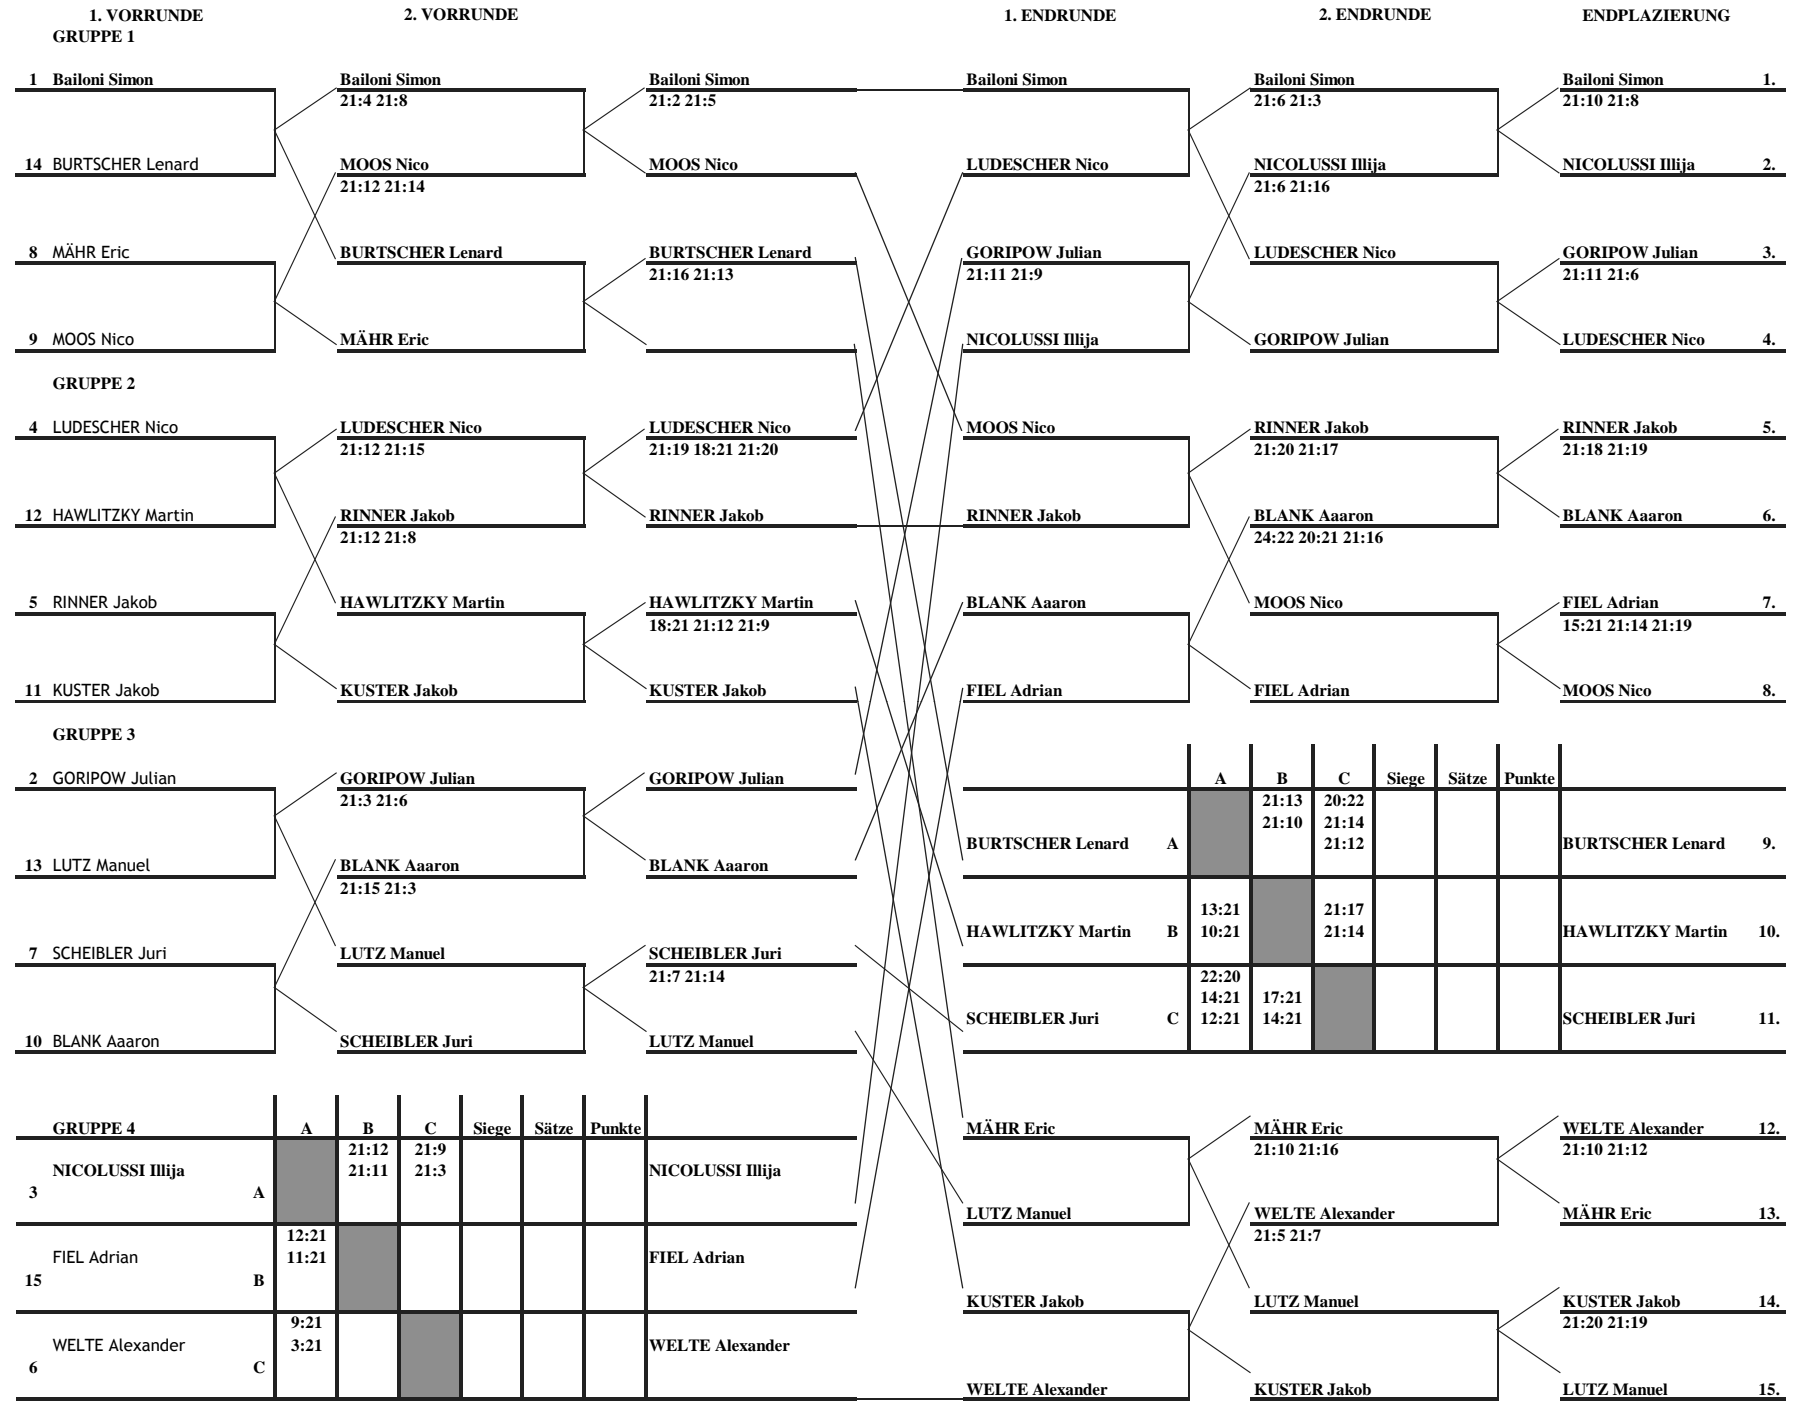 1. VORRUNDE 2. VORRUNDE 1. ENDRUNDE 2. ENDRUNDE ENDPLAZIERUNG
GRUPPE 1
1 Bailoni Simon Bailoni Simon Bailoni Simon Bailoni Simon Bailoni Simon Bailoni Simon 1.
21:4 21:8 21:2 21:5 21:6 21:3 21:10 21:8
14 BURTSCHER Lenard MOOS Nico MOOS Nico LUDESCHER Nico NICOLUSSI Illija NICOLUSSI Illija 2.
21:12 21:14 21:6 21:16
8 MÄHR Eric BURTSCHER Lenard BURTSCHER Lenard GORIPOW Julian LUDESCHER Nico GORIPOW Julian 3.
21:16 21:13 21:11 21:9 21:11 21:6
9 MOOS Nico MÄHR Eric NICOLUSSI Illija GORIPOW Julian LUDESCHER Nico 4.
GRUPPE 2
4 LUDESCHER Nico LUDESCHER Nico LUDESCHER Nico MOOS Nico RINNER Jakob RINNER Jakob 5.
21:12 21:15 21:19 18:21 21:20 21:20 21:17 21:18 21:19
12 HAWLITZKY Martin RINNER Jakob RINNER Jakob RINNER Jakob BLANK Aaaron BLANK Aaaron 6.
21:12 21:8 24:22 20:21 21:16
5 RINNER Jakob HAWLITZKY Martin HAWLITZKY Martin BLANK Aaaron MOOS Nico FIEL Adrian 7.
18:21 21:12 21:9 15:21 21:14 21:19
11 KUSTER Jakob KUSTER Jakob KUSTER Jakob FIEL Adrian FIEL Adrian MOOS Nico 8.
GRUPPE 3
2 GORIPOW Julian GORIPOW Julian GORIPOW Julian A B C Siege Sätze Punkte
21:3 21:6 21:13 20:22
21:10 21:14
BURTSCHER Lenard A 21:12 BURTSCHER Lenard 9.
13 LUTZ Manuel BLANK Aaaron BLANK Aaaron
21:15 21:3
13:21 21:17
HAWLITZKY Martin B 10:21 21:14 HAWLITZKY Martin 10.
7 SCHEIBLER Juri LUTZ Manuel SCHEIBLER Juri
21:7 21:14 22:20
14:21 17:21
SCHEIBLER Juri C 12:21 14:21 SCHEIBLER Juri 11.
10 BLANK Aaaron SCHEIBLER Juri LUTZ Manuel
GRUPPE 4 A B C Siege Sätze Punkte MÄHR Eric MÄHR Eric WELTE Alexander 12.
21:12 21:9 21:10 21:16 21:10 21:12
NICOLUSSI Illija 21:11 21:3 NICOLUSSI Illija
3 A
LUTZ Manuel WELTE Alexander MÄHR Eric 13.
12:21 21:5 21:7
FIEL Adrian 11:21 FIEL Adrian
15 B
KUSTER Jakob LUTZ Manuel KUSTER Jakob 14.
9:21 21:20 21:19
WELTE Alexander 3:21 WELTE Alexander
6 C
WELTE Alexander KUSTER Jakob LUTZ Manuel 15.